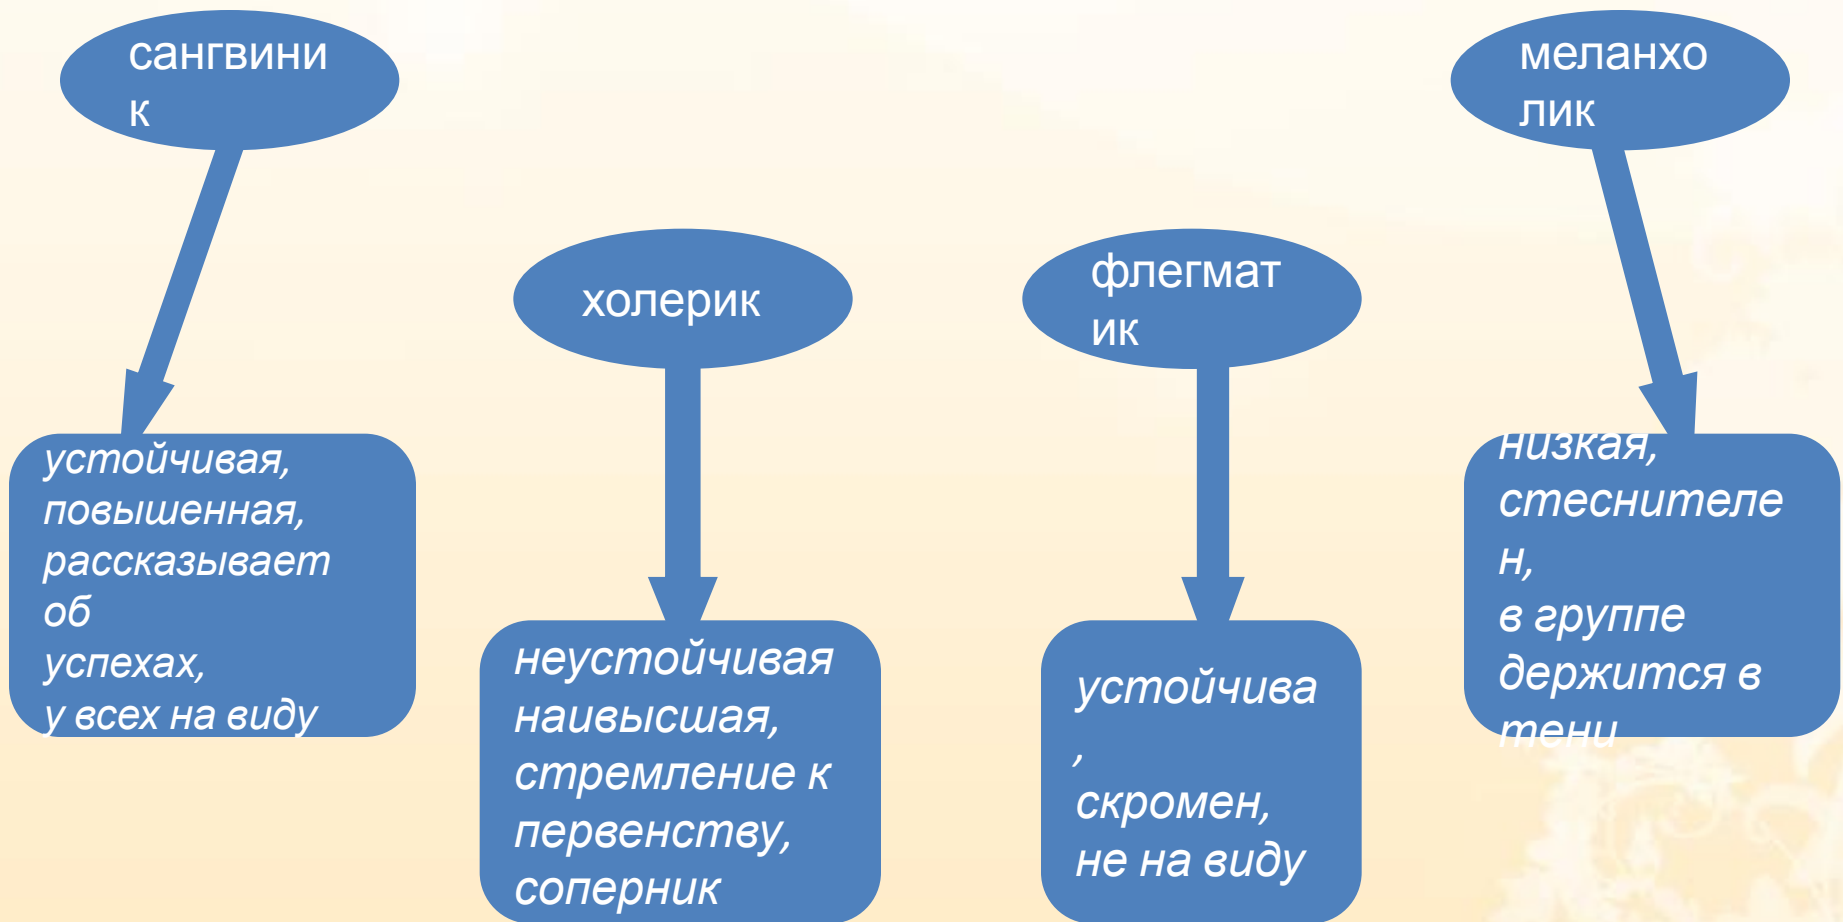 сангвини
к
устойчивая,
повышенная,
рассказывает
об
успехах,
у всех на виду
холерик
неустойчивая
наивысшая,
стремление к
первенству,
соперник
флегмат
ик
устойчива
,
скромен,
не на виду
меланхо
лик
низкая,
стеснителе
н,
в группе
держится в
тени